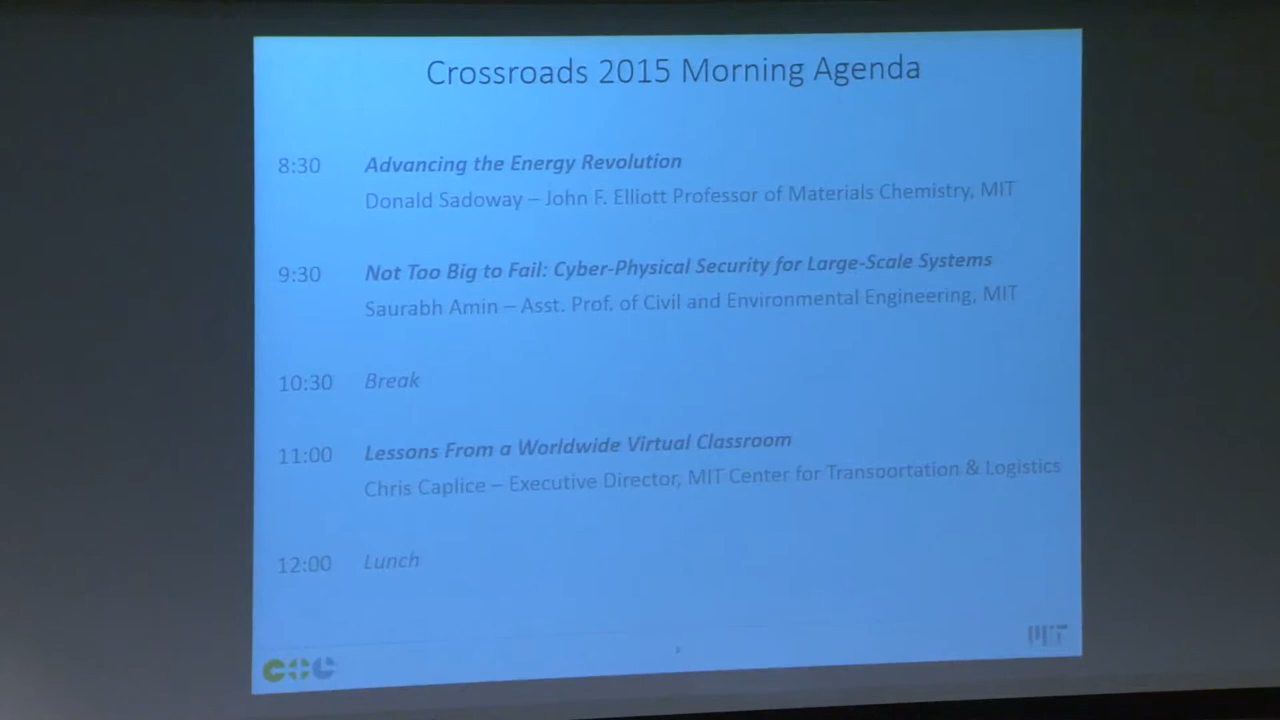 Crossroads 2015 Morning Agenda
8:30 Advancing the Energy Revolution
Donald Sadoway – John F. Elliott Professor of Materials Chemistry, MIT
9:30 Not Too Big to Fail: Cyber-Physical Security for Large-Scale Systems
Saurabh Amin – Asst. Prof. of Civil and Environmental Engineering, MIT
10:30 Break
11:00 Lessons From a Worldwide Virtual Classroom
Chris Caplice – Executive Director, MIT Center for Transportation & Logistics
12:00 Lunch
MIT